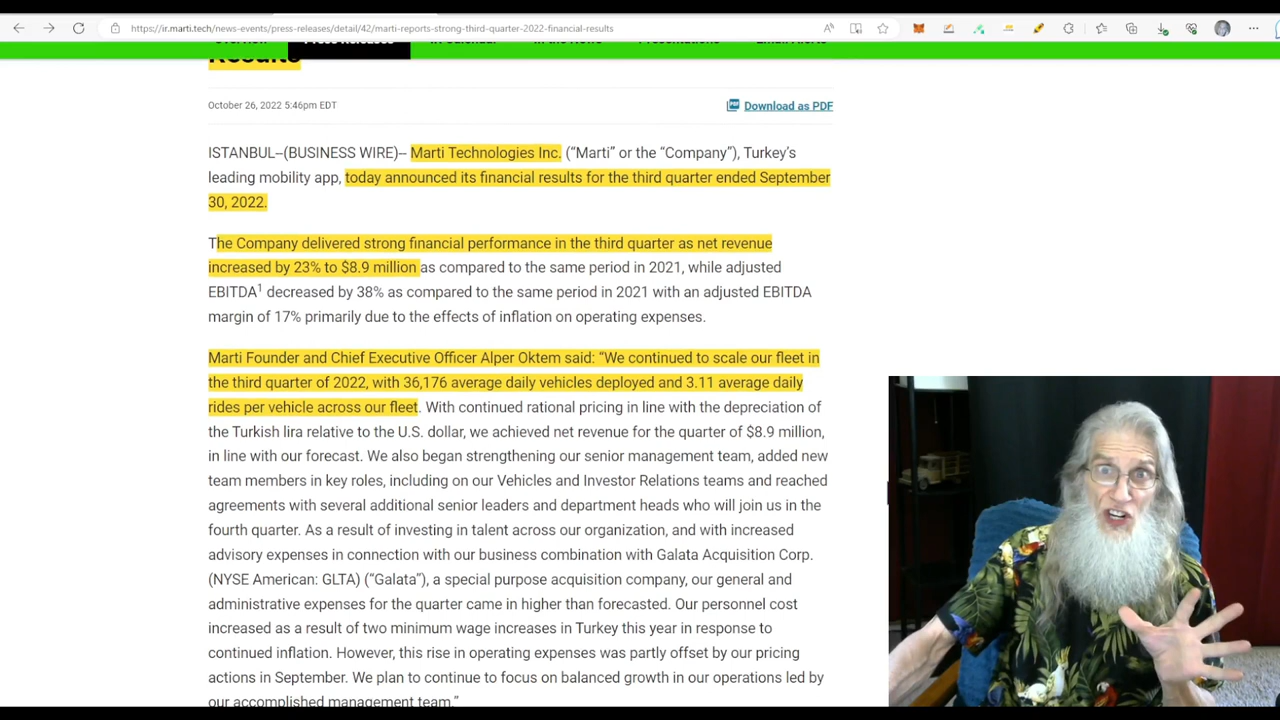 https://ir.marti.tech/news-events/press-releases/detail/42/marti-reports-strong-third-quarter-2022-financial-results
Results
October 26, 2022 5:46pm EDT
Download as PDF
ISTANBUL--(BUSINESS WIRE)-- Marti Technologies Inc. (“Marti” or the “Company”), Turkey’s
leading mobility app, today announced its financial results for the third quarter ended September
30, 2022.
The Company delivered strong financial performance in the third quarter as net revenue
increased by 23% to $8.9 million as compared to the same period in 2021, while adjusted
EBITDA1 decreased by 38% as compared to the same period in 2021 with an adjusted EBITDA
margin of 17% primarily due to the effects of inflation on operating expenses.
Marti Founder and Chief Executive Officer Alper Oktem said: “We continued to scale our fleet in
the third quarter of 2022, with 36,176 average daily vehicles deployed and 3.11 average daily
rides per vehicle across our fleet. With continued rational pricing in line with the depreciation of
the Turkish lira relative to the U.S. dollar, we achieved net revenue for the quarter of $8.9 million,
in line with our forecast. We also began strengthening our senior management team, added new
team members in key roles, including on our Vehicles and Investor Relations teams and reached
agreements with several additional senior leaders and department heads who will join us in the
fourth quarter. As a result of investing in talent across our organization, and with increased
advisory expenses in connection with our business combination with Galata Acquisition Corp.
(NYSE American: GLTA) (“Galata”), a special purpose acquisition company, our general and
administrative expenses for the quarter came in higher than forecasted. Our personnel cost
increased as a result of two minimum wage increases in Turkey this year in response to
continued inflation. However, this rise in operating expenses was partly offset by our pricing
actions in September. We plan to continue to focus on balanced growth in our operations led by
our accomplished management team.”